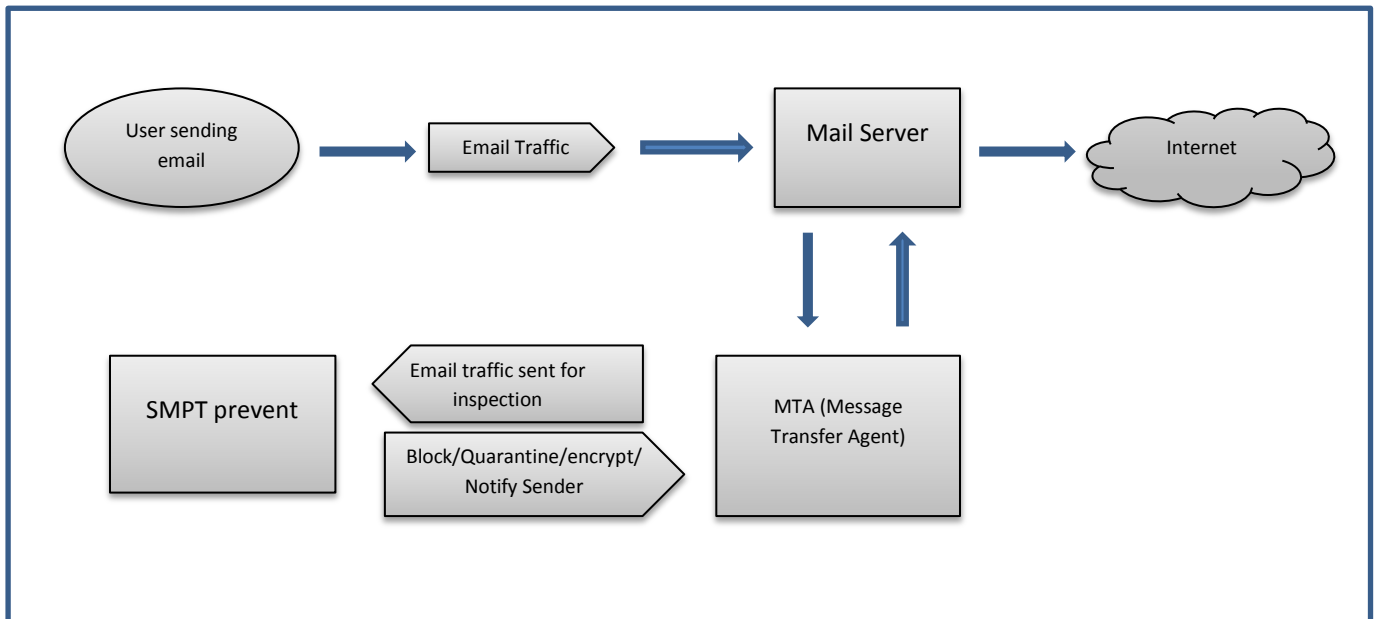 User sending
email
Email Traffic
Mail Server
Internet
SMPT prevent
Email traffic sent for
inspection
Block/Quarantine/encrypt/
Notify Sender
MTA (Message
Transfer Agent)